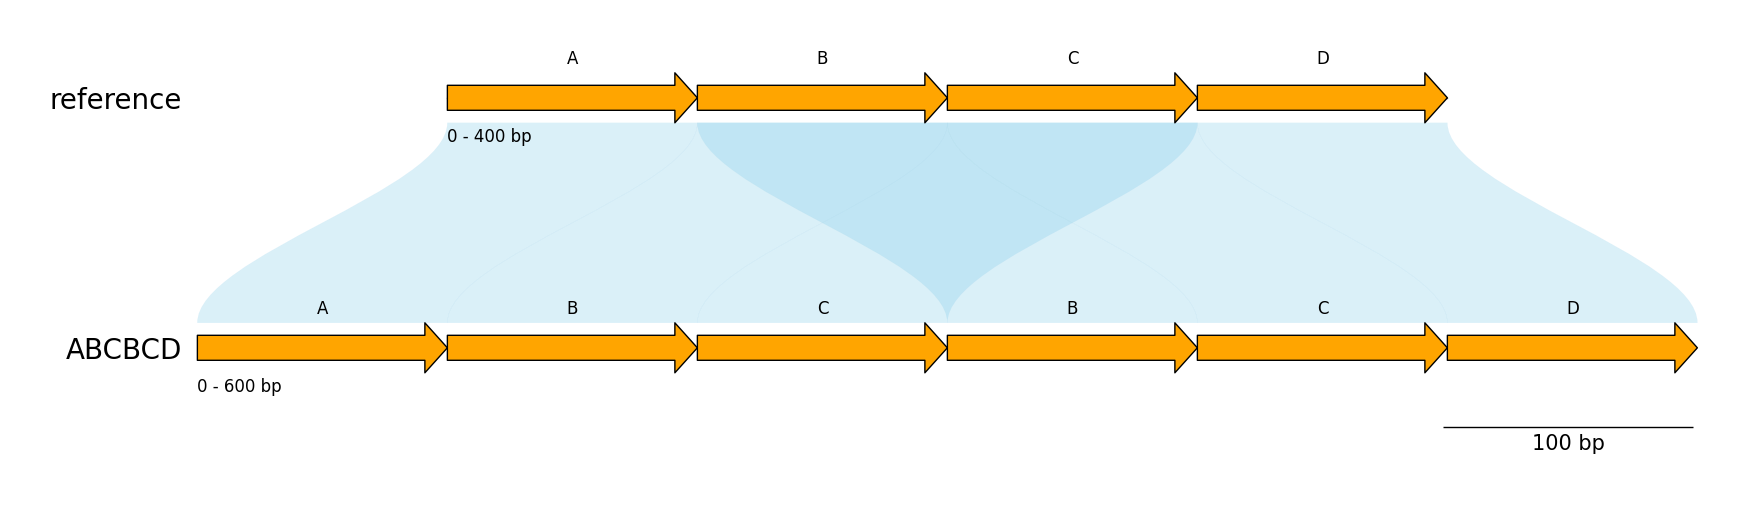 A B C D
reference
0 - 400 bp
A B C B C D
ABCBCD
0 - 600 bp
100 bp